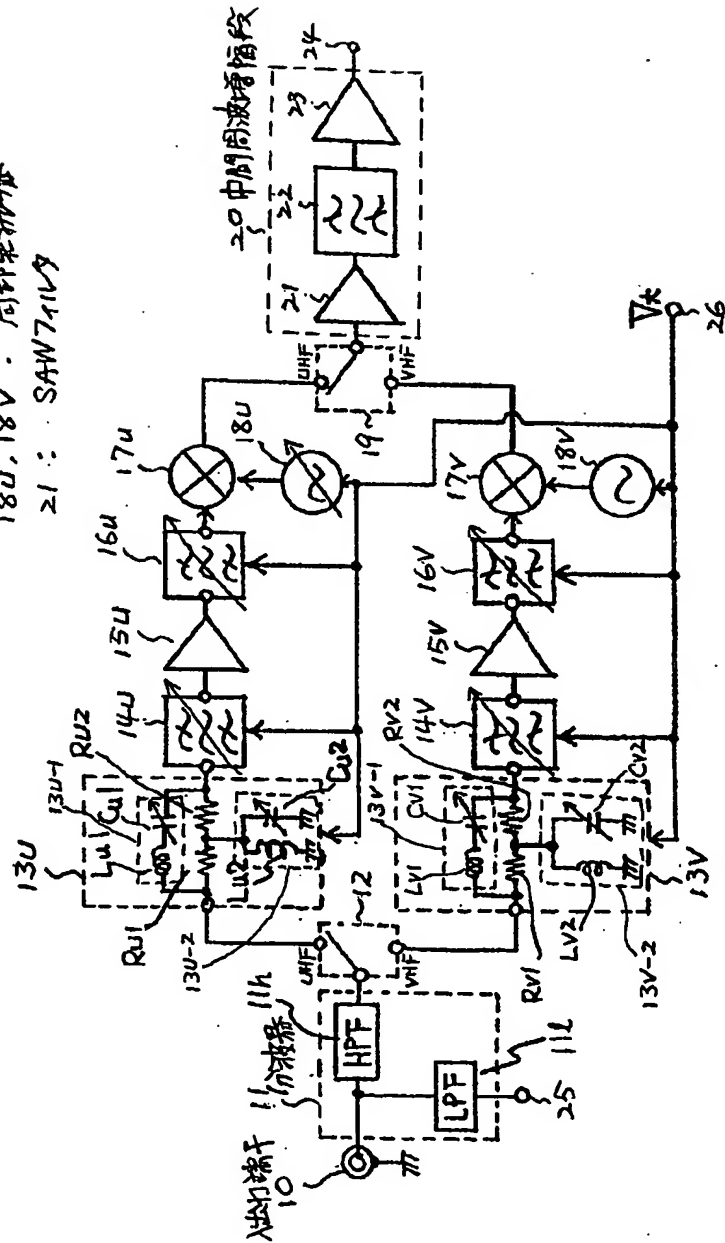 18U, 18V : 局部発振器
21 : SAWフィルタ
20 中間周波増幅段
21
22
23
24
17U
18U
UHF
VHF
19
16U
15U
14U
RU2
13U-1
Cu1
Lu1
13U
RU1
Lu2
Cu2
13U-2
17V
18V
16V
15V
14V
RV2
13V-1
CV1
LV1
RV1
LV2
CV2
13V-2
13V
Vt
26
12
UHF
VHF
11分波器
11h
HPF
LPF
11l
25
入出力端子
10